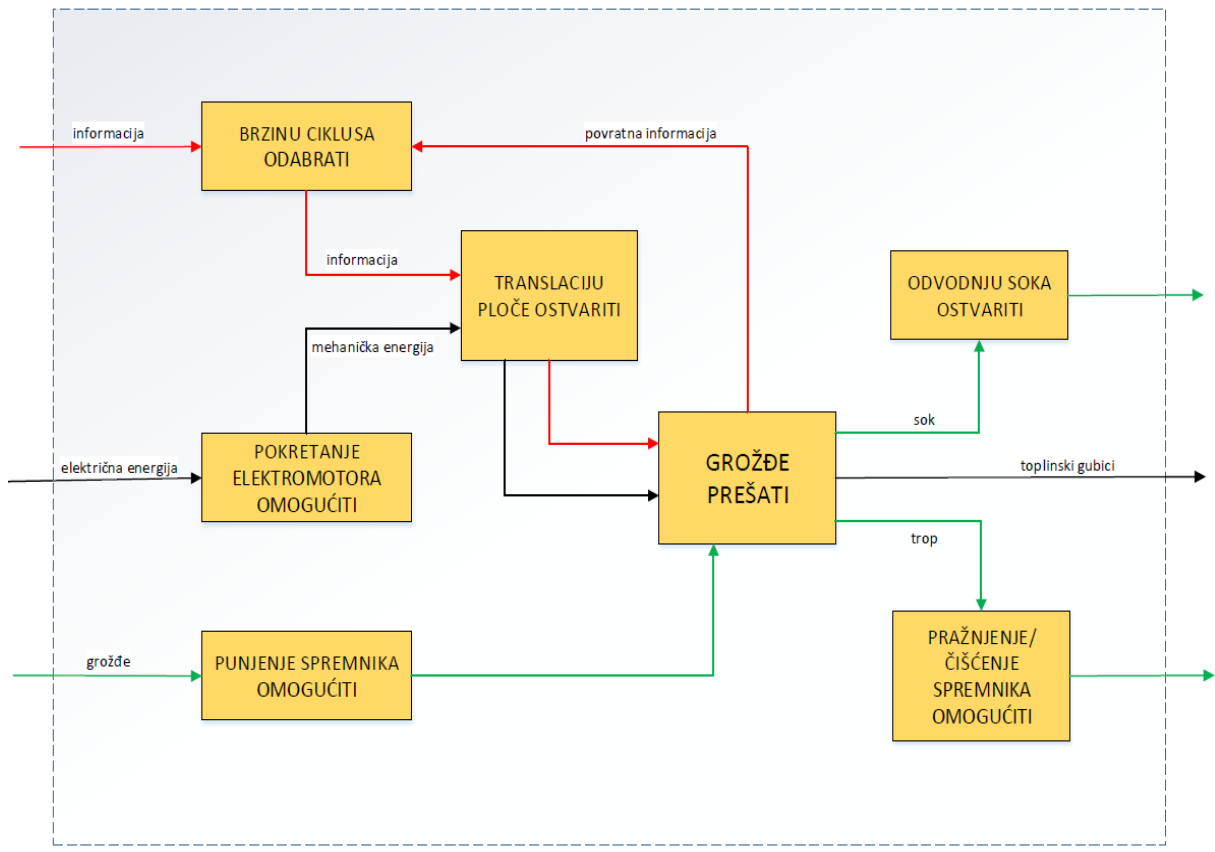 informacija
BRZINU CIKLUSA
ODABRATI
povratna informacija
informacija
TRANSLACIJU
PLOČE OSTVARITI
ODVODNJU SOKA
OSTVARITI
mehanička energija
električna energija
POKRETANJE
ELEKTROMOTORA
OMOGUĆITI
GROŽĐE
PREŠATI
sok
toplinski gubici
trop
grožđe
PUNJENJE SPREMNIKA
OMOGUĆITI
PRAŽNJENJE/
ČIŠĆENJE
SPREMNIKA
OMOGUĆITI